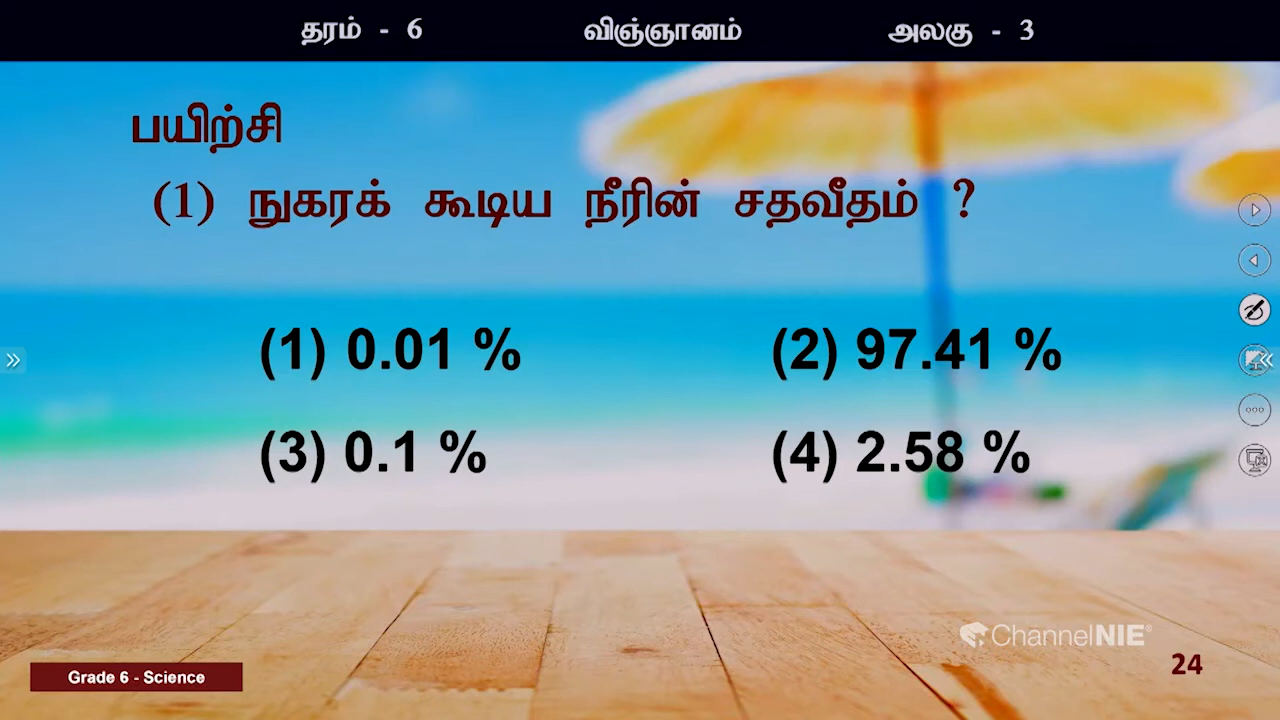 தரம் - 6 விஞ்ஞானம் அலகு - 3
பயிற்சி
(1) நுகரக் கூடிய நீரின் சதவீதம் ?
(1) 0.01 % (2) 97.41 %
(3) 0.1 % (4) 2.58 %
ChannelNIE®
24
Grade 6 - Science